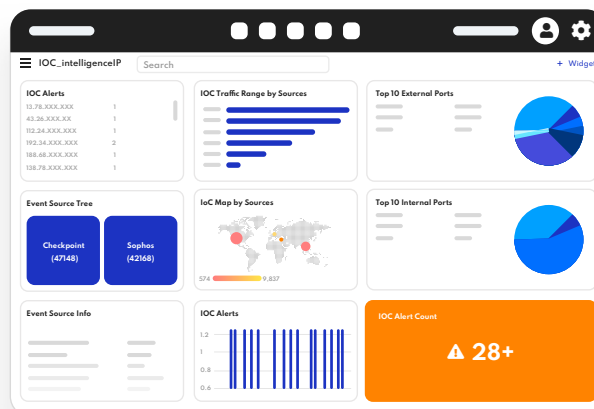 IOC_intelligenceIP
Search
+ Widget
IOC Alerts
13.78.XXX.XXX 1
43.26.XXX.XX 1
112.24.XXX.XXX 1
192.34.XXX.XXX 2
188.68.XXX.XXX 1
138.78.XXX.XXX 1
IOC Traffic Range by Sources
Top 10 External Ports
Event Source Tree
Checkpoint
(47148)
Sophos
(42168)
IoC Map by Sources
574
9,837
Top 10 Internal Ports
Event Source Info
IOC Alerts
1.2
1
0.8
0.6
IOC Alert Count
28+